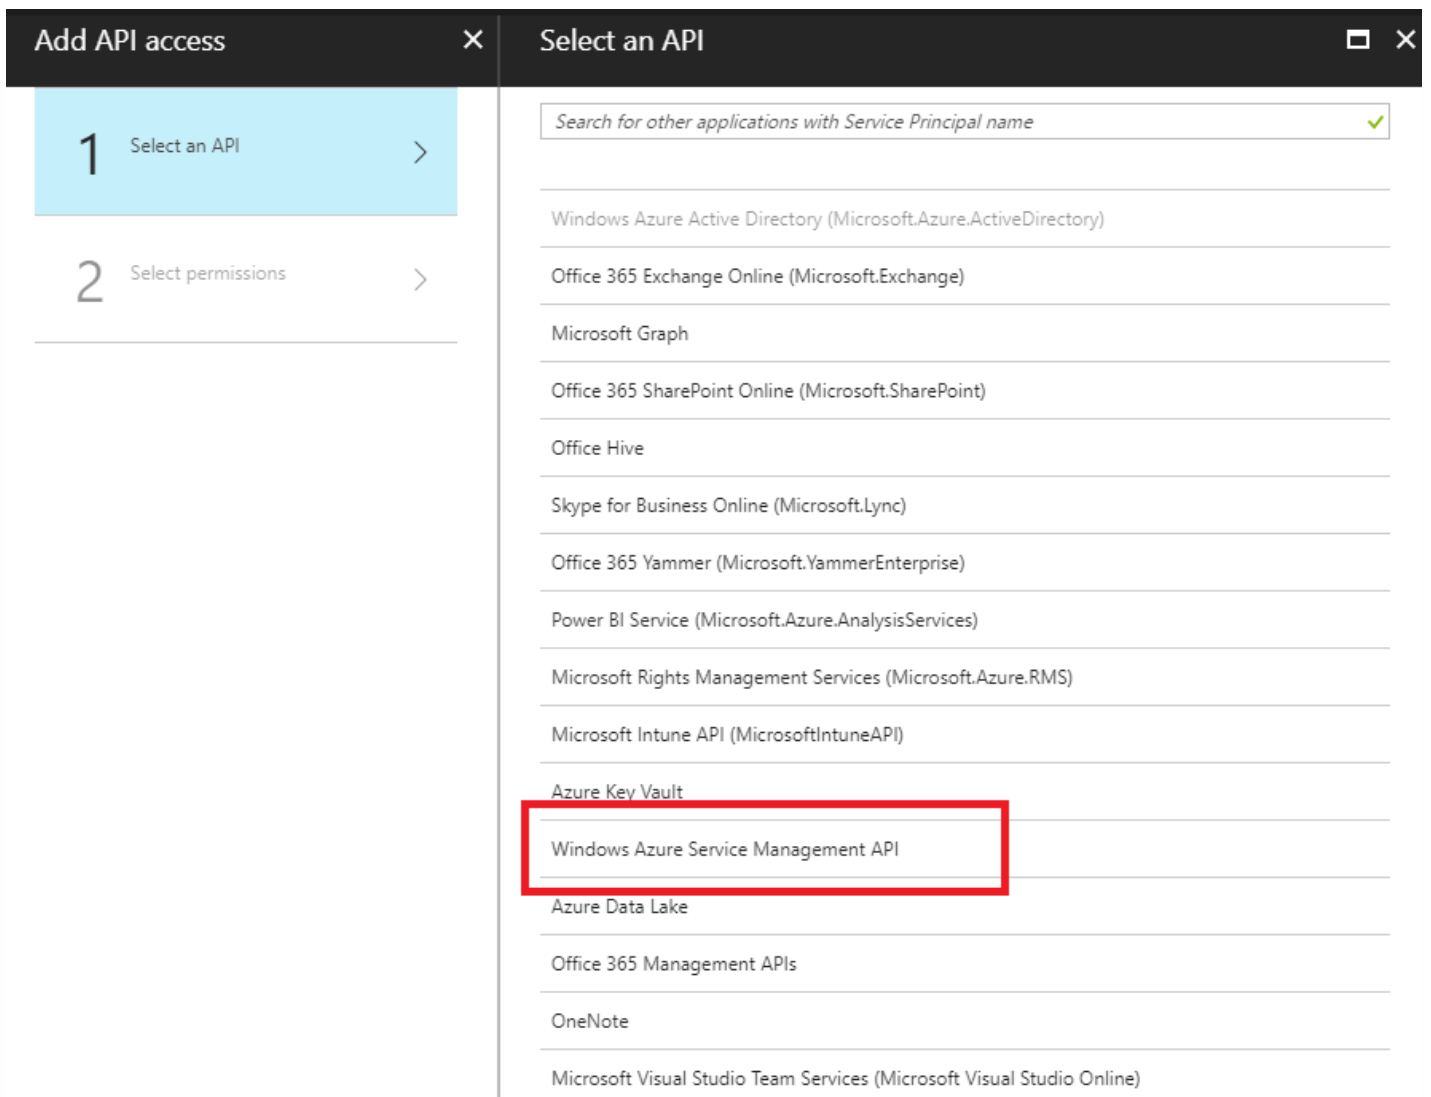 Add API access
Select an API
1 Select an API
2 Select permissions
Search for other applications with Service Principal name
Windows Azure Active Directory (Microsoft.Azure.ActiveDirectory)
Office 365 Exchange Online (Microsoft.Exchange)
Microsoft Graph
Office 365 SharePoint Online (Microsoft.SharePoint)
Office Hive
Skype for Business Online (Microsoft.Lync)
Office 365 Yammer (Microsoft.YammerEnterprise)
Power BI Service (Microsoft.Azure.AnalysisServices)
Microsoft Rights Management Services (Microsoft.Azure.RMS)
Microsoft Intune API (MicrosoftIntuneAPI)
Azure Key Vault
Windows Azure Service Management API
Azure Data Lake
Office 365 Management APIs
OneNote
Microsoft Visual Studio Team Services (Microsoft Visual Studio Online)